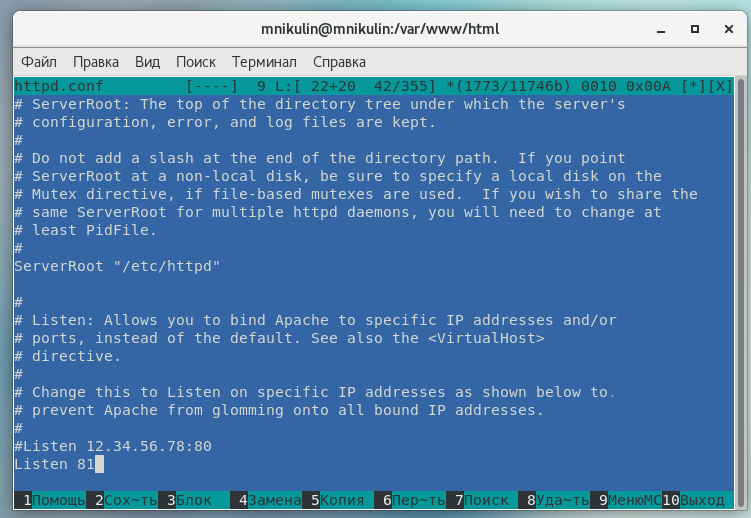 mnikulin@mnikulin:/var/www/html
Файл Правка Вид Поиск Терминал Справка
httpd.conf [----] 9 L:[ 22+20 42/355] *(1773/11746b) 0010 0x00A [*][X]
# ServerRoot: The top of the directory tree under which the server's
# configuration, error, and log files are kept.
#
# Do not add a slash at the end of the directory path.  If you point
# ServerRoot at a non-local disk, be sure to specify a local disk on the
# Mutex directive, if file-based mutexes are used.  If you wish to share the
# same ServerRoot for multiple httpd daemons, you will need to change at
# least PidFile.
#
ServerRoot "/etc/httpd"
#
# Listen: Allows you to bind Apache to specific IP addresses and/or
# ports, instead of the default. See also the <VirtualHost>
# directive.
#
# Change this to Listen on specific IP addresses as shown below to.
# prevent Apache from glomming onto all bound IP addresses.
#
#Listen 12.34.56.78:80
Listen 81
1Помощь 2Сох~ть 3Блок 4Замена 5Копия 6Пер~ть 7Поиск 8Уда~ть 9МенюMC 10Выход